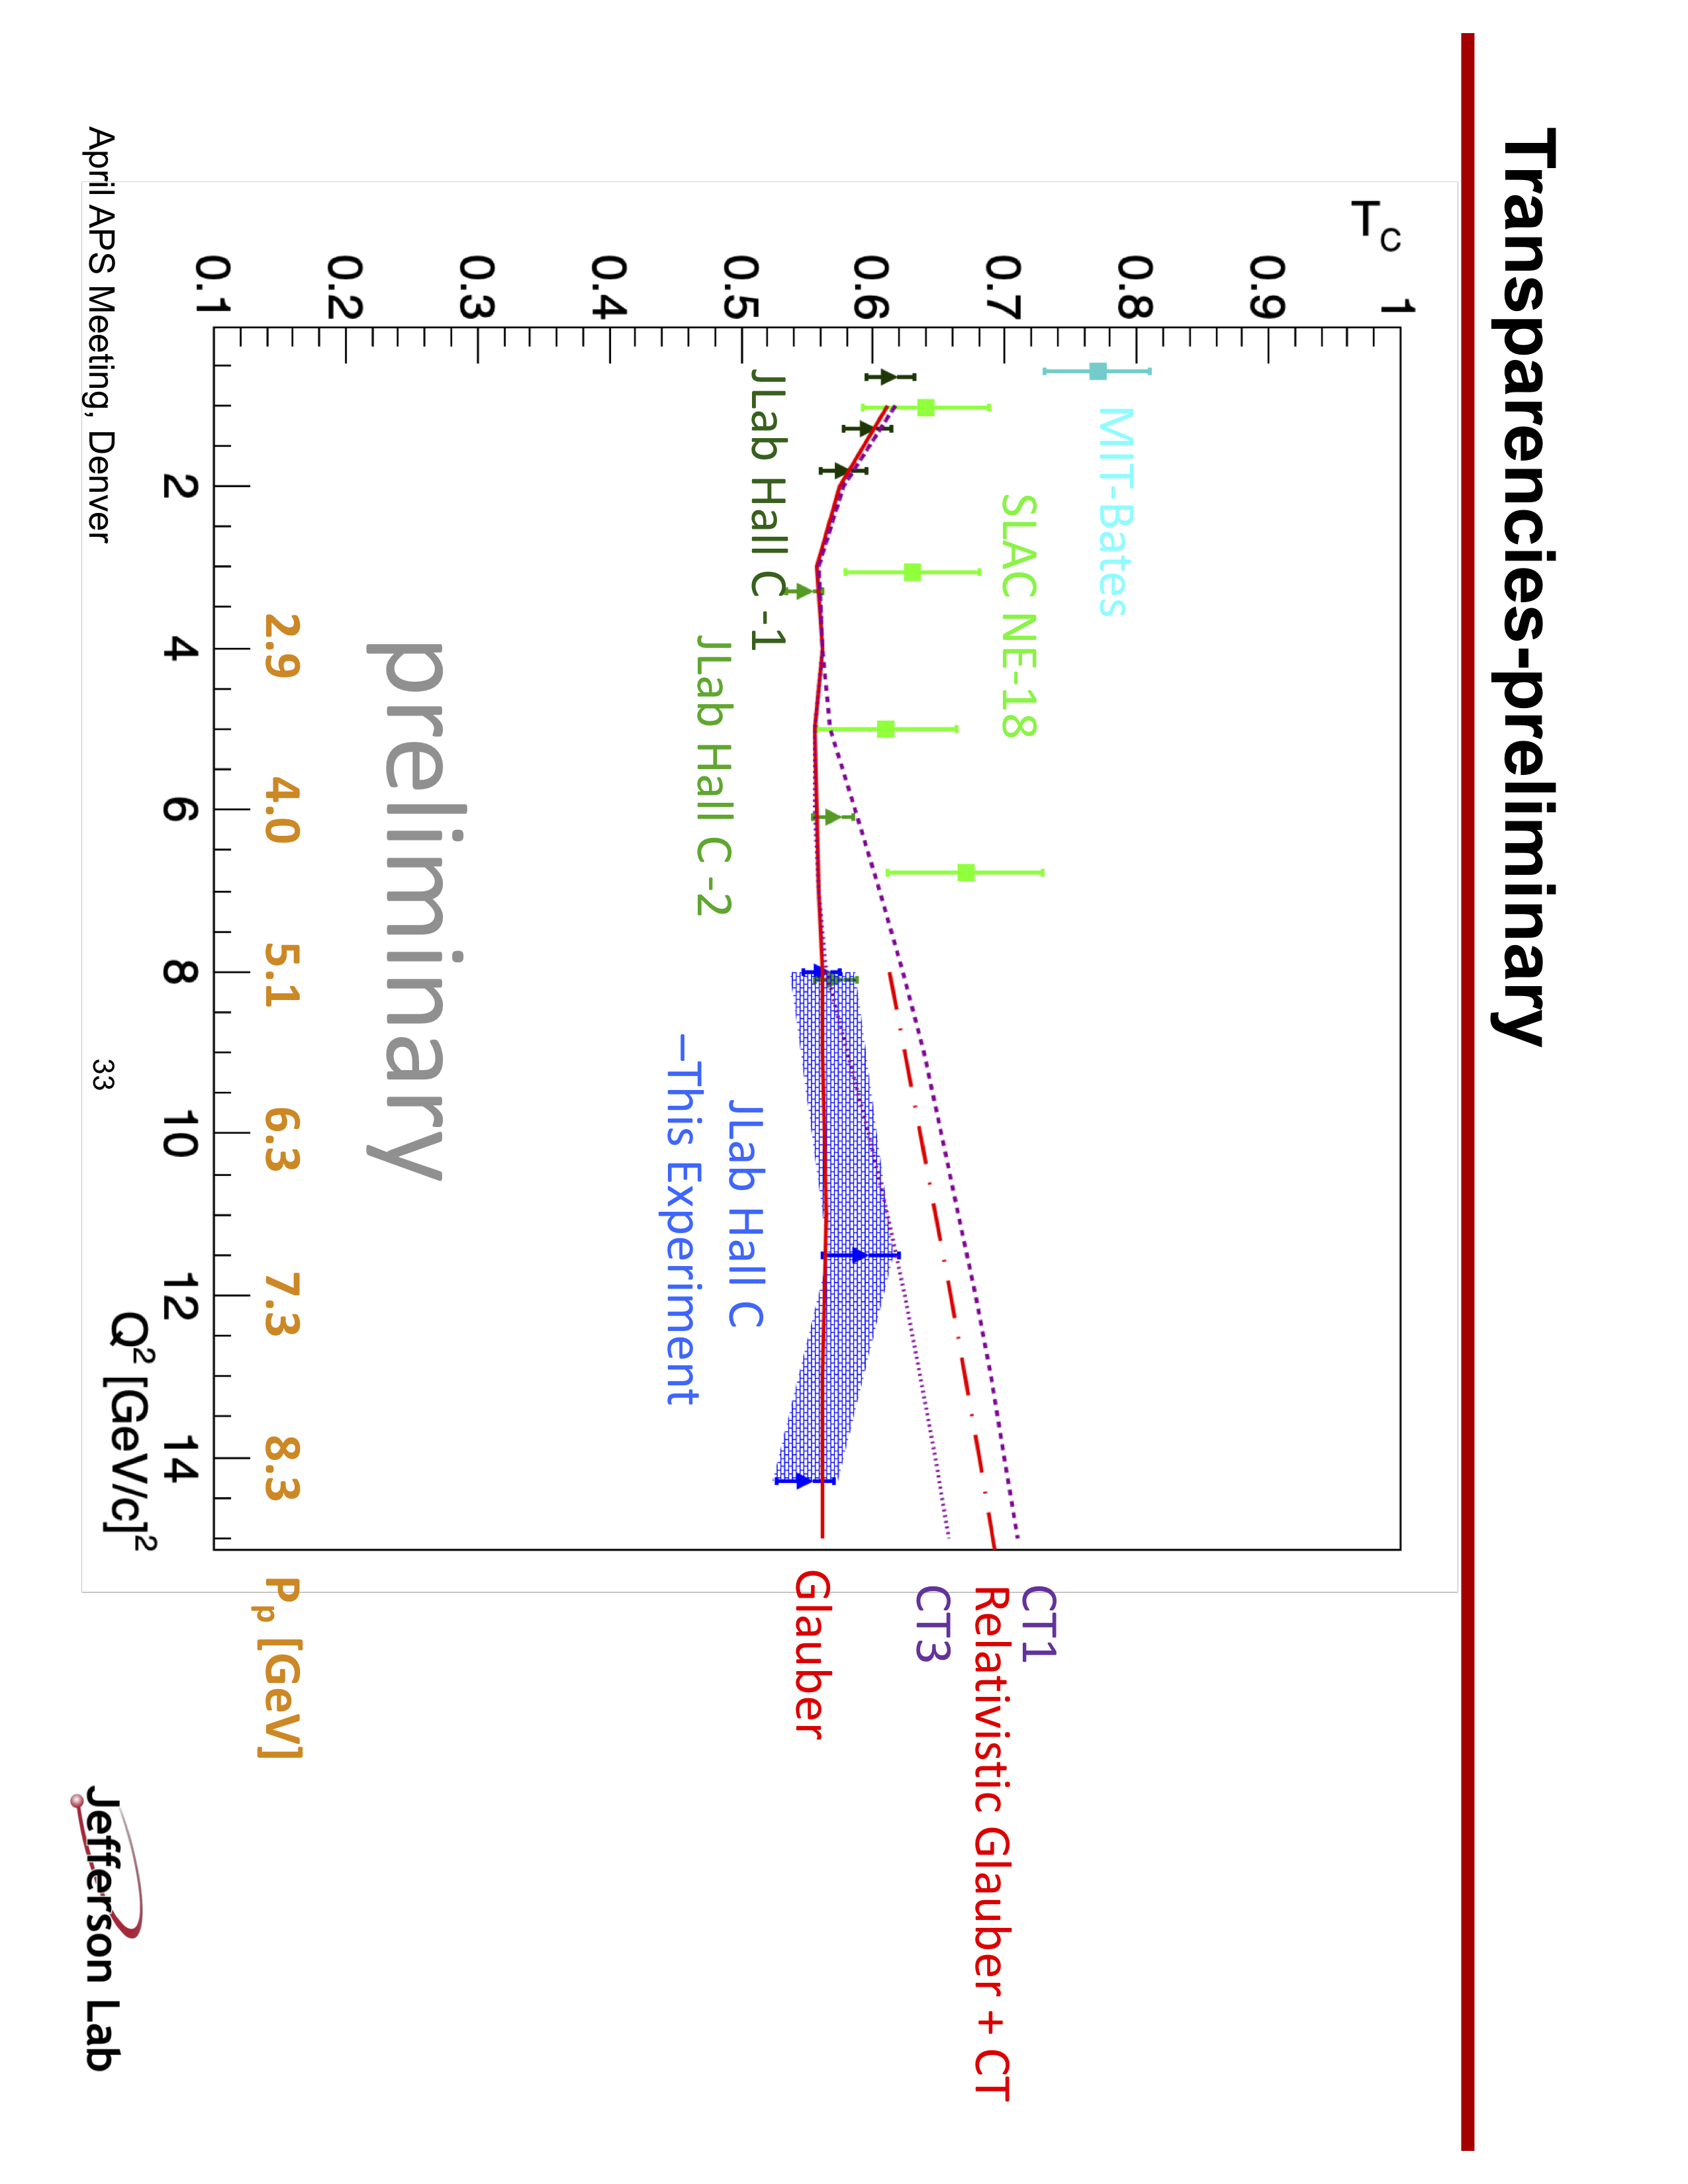 Transparencies-preliminary
T_C
1
0.9
0.8
0.7
0.6
0.5
0.4
0.3
0.2
0.1
MIT-Bates
SLAC NE-18
JLab Hall C -1
JLab Hall C -2
JLab Hall C
–This Experiment
preliminary
CT1
Relativistic Glauber + CT
CT3
Glauber
2.9 4.0 5.1 6.3 7.3 8.3 P_p [GeV]
2 4 6 8 10 12 14
Q² [GeV/c]²
April APS Meeting, Denver
33
Jefferson Lab